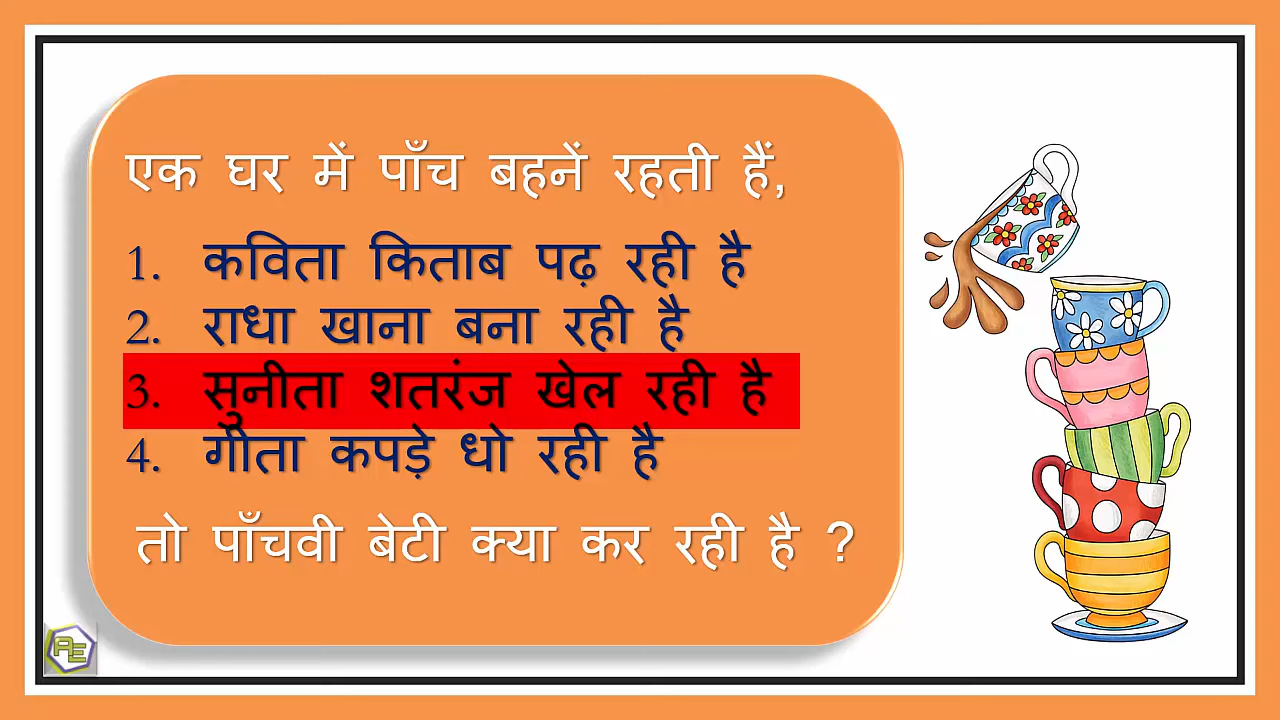 एक घर में पाँच बहनें रहती हैं,
1. कविता किताब पढ़ रही है
2. राधा खाना बना रही है
3. सुनीता शतरंज खेल रही है
4. गीता कपड़े धो रही है
तो पाँचवी बेटी क्या कर रही है ?
AE